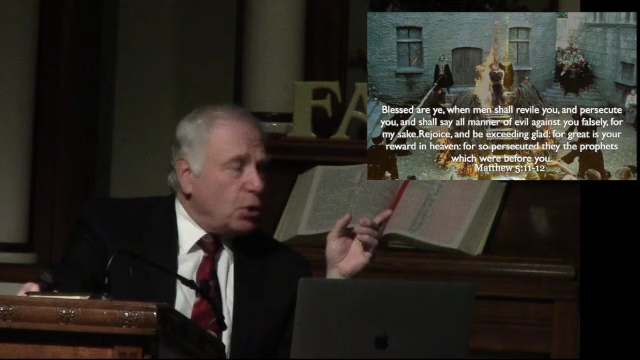 FA
Blessed are ye, when men shall revile you, and persecute
you, and shall say all manner of evil against you falsely, for
my sake.Rejoice, and be exceeding glad: for great is your
reward in heaven: for so persecuted they the prophets
which were before you.
Matthew 5:11-12